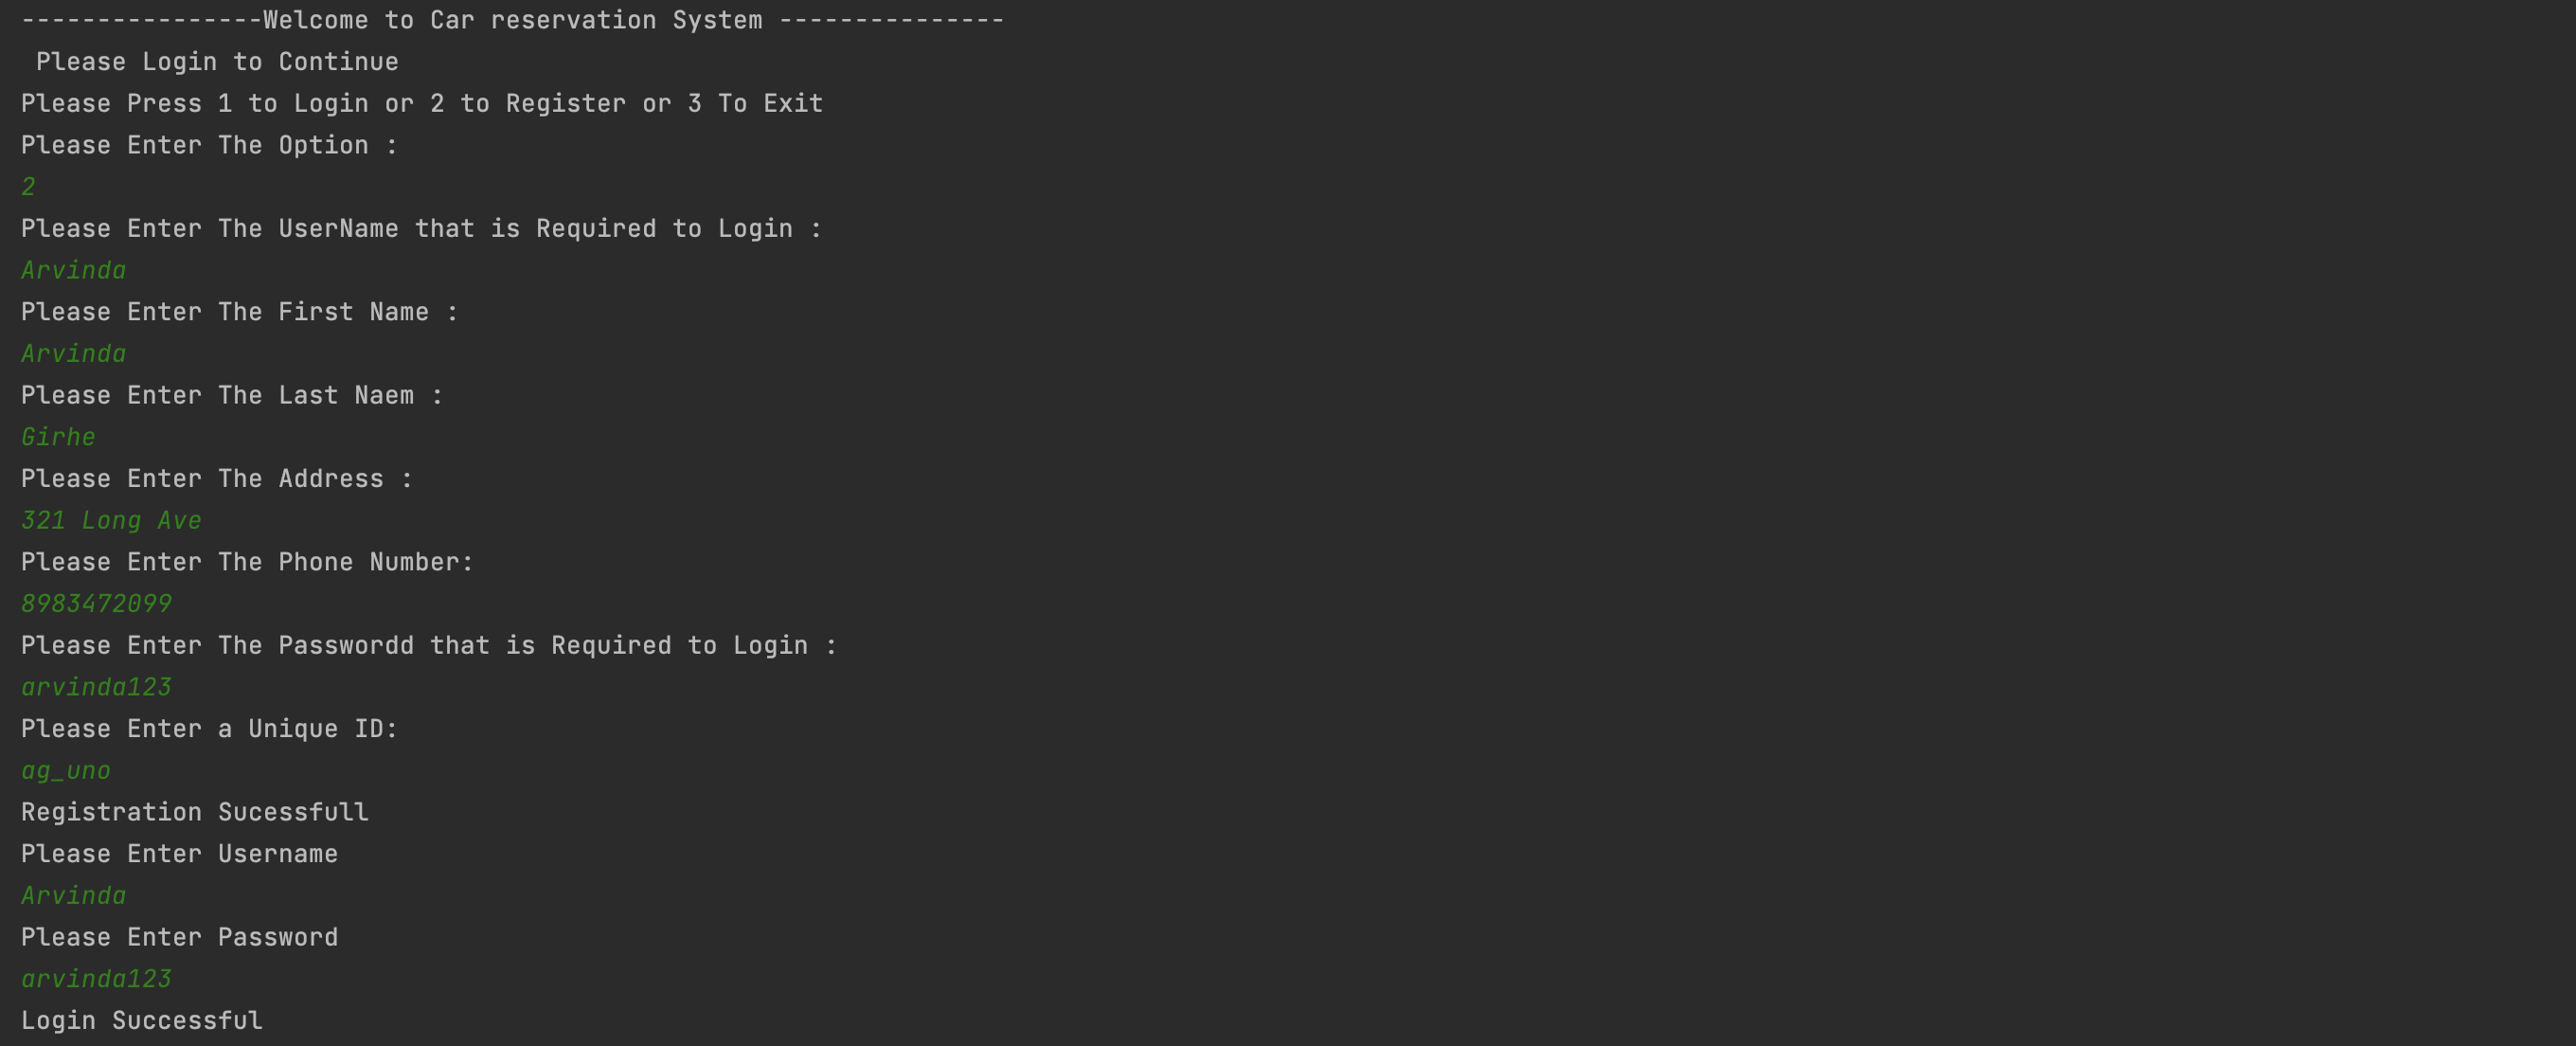 ----------------Welcome to Car reservation System ---------------
Please Login to Continue
Please Press 1 to Login or 2 to Register or 3 To Exit
Please Enter The Option :
2
Please Enter The UserName that is Required to Login :
Arvinda
Please Enter The First Name :
Arvinda
Please Enter The Last Naem :
Girhe
Please Enter The Address :
321 Long Ave
Please Enter The Phone Number:
8983472099
Please Enter The Passwordd that is Required to Login :
arvinda123
Please Enter a Unique ID:
ag_uno
Registration Sucessfull
Please Enter Username
Arvinda
Please Enter Password
arvinda123
Login Successful